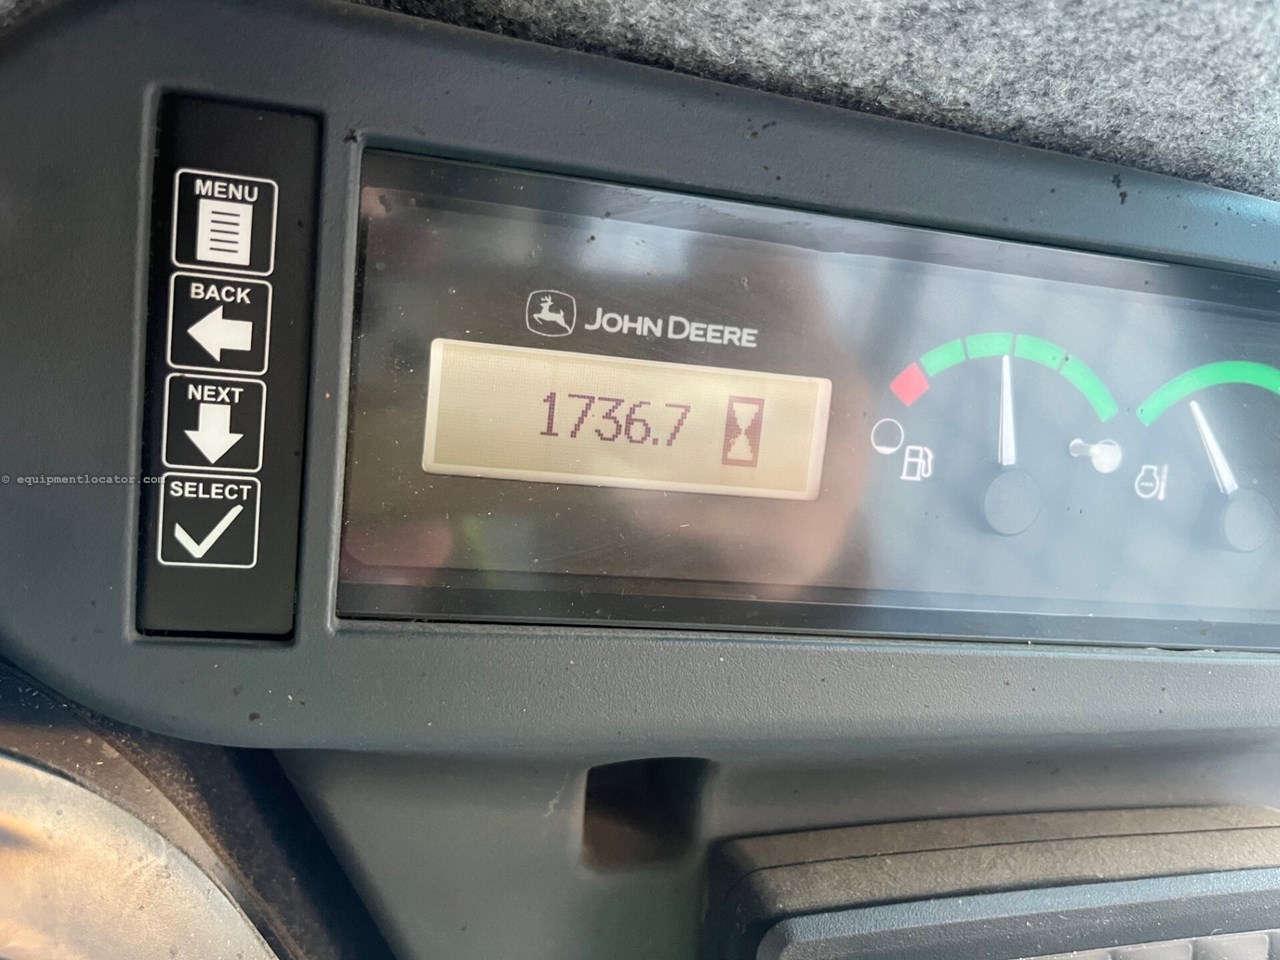 MENU
BACK
NEXT
SELECT
JOHN DEERE
1736.7
© equipmentlocator.com